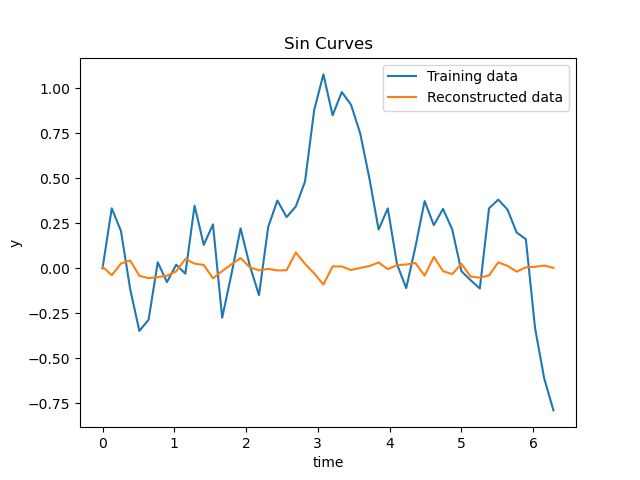 Sin Curves
Training data
Reconstructed data
1.00
0.75
0.50
0.25
0.00
−0.25
−0.50
−0.75
y
0 1 2 3 4 5 6
time